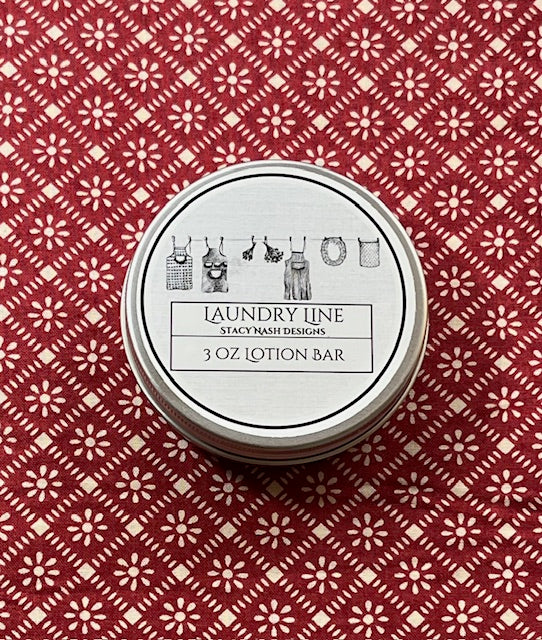 Laundry Line
Stacy Nash Designs
3 oz Lotion Bar